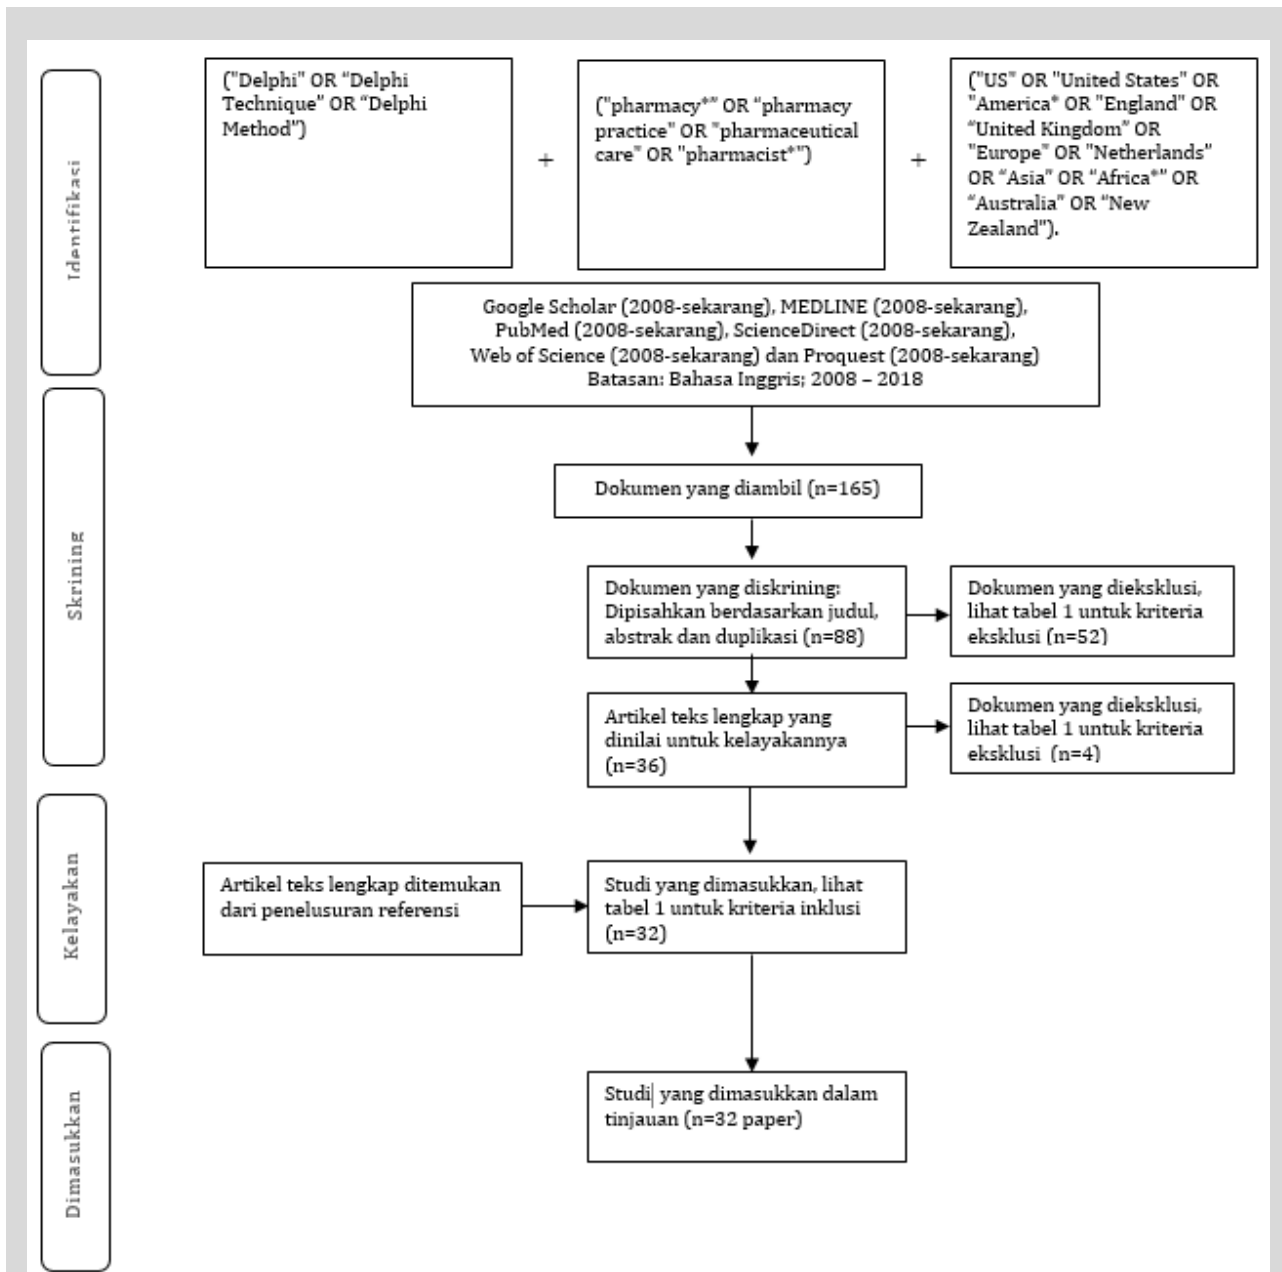 Identifikasi
("Delphi" OR “Delphi
Technique" OR “Delphi
Method”)
+
("pharmacy*” OR “pharmacy
practice" OR "pharmaceutical
care" OR "pharmacist*")
+
("US" OR "United States" OR
"America* OR "England" OR
“United Kingdom” OR
"Europe" OR "Netherlands"
OR “Asia” OR “Africa*” OR
“Australia” OR “New
Zealand”).
Google Scholar (2008-sekarang), MEDLINE (2008-sekarang),
PubMed (2008-sekarang), ScienceDirect (2008-sekarang),
Web of Science (2008-sekarang) dan Proquest (2008-sekarang)
Batasan: Bahasa Inggris; 2008 – 2018
Skrining
Dokumen yang diambil (n=165)
Dokumen yang diskrining:
Dipisahkan berdasarkan judul,
abstrak dan duplikasi (n=88)
Dokumen yang dieksklusi,
lihat tabel 1 untuk kriteria
eksklusi (n=52)
Artikel teks lengkap yang
dinilai untuk kelayakannya
(n=36)
Dokumen yang dieksklusi,
lihat tabel 1 untuk kriteria
eksklusi (n=4)
Kelayakan
Artikel teks lengkap ditemukan
dari penelusuran referensi
Studi yang dimasukkan, lihat
tabel 1 untuk kriteria inklusi
(n=32)
Dimasukkan
Studi yang dimasukkan dalam
tinjauan (n=32 paper)